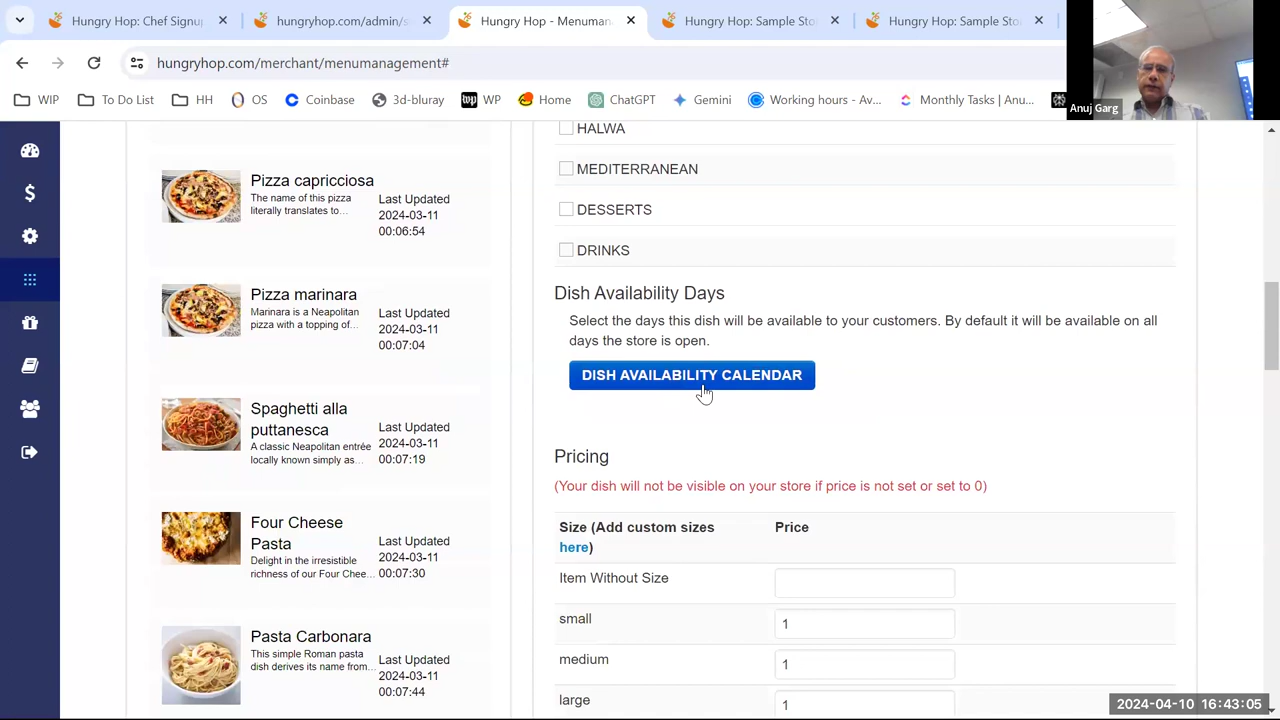 Hungry Hop: Chef Signup
hungryhop.com/admin/s
Hungry Hop - Menuman
Hungry Hop: Sample Sto
Hungry Hop: Sample Sto
hungryhop.com/merchant/menumanagement#
WIP
To Do List
HH
OS
Coinbase
3d-bluray
wp WP
Home
ChatGPT
Gemini
Working hours - Av...
Monthly Tasks | Anu...
Anuj Garg
Pizza capricciosa
The name of this pizza
literally translates to...
Last Updated
2024-03-11
00:06:54
Pizza marinara
Marinara is a Neapolitan
pizza with a topping of...
Last Updated
2024-03-11
00:07:04
Spaghetti alla
puttanesca
A classic Neapolitan entrée
locally known simply as...
Last Updated
2024-03-11
00:07:19
Four Cheese
Pasta
Delight in the irresistible
richness of our Four Chee...
Last Updated
2024-03-11
00:07:30
Pasta Carbonara
This simple Roman pasta
dish derives its name from...
Last Updated
2024-03-11
00:07:44
HALWA
MEDITERRANEAN
DESSERTS
DRINKS
Dish Availability Days
Select the days this dish will be available to your customers. By default it will be available on all
days the store is open.
DISH AVAILABILITY CALENDAR
Pricing
(Your dish will not be visible on your store if price is not set or set to 0)
Size (Add custom sizes
here)
Price
Item Without Size
small
1
medium
1
large
1
2024-04-10 16:43:05